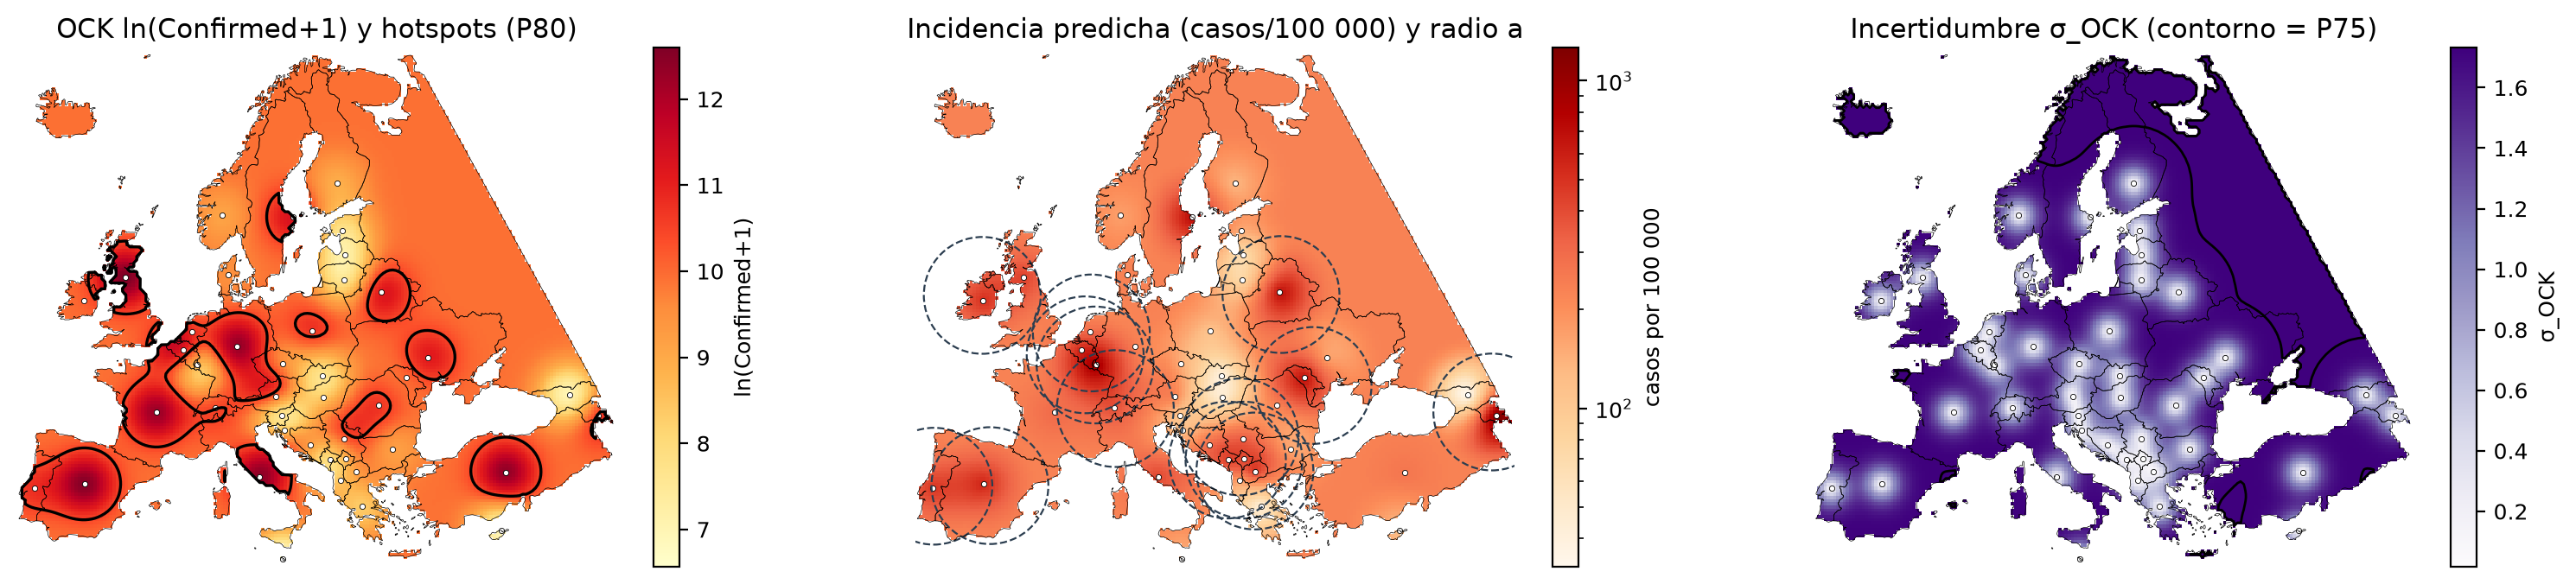 OCK ln(Confirmed+1) y hotspots (P80)
12
11
10
9
8
7
ln(Confirmed+1)
Incidencia predicha (casos/100 000) y radio a
10³
10²
casos por 100 000
Incertidumbre σ_OCK (contorno = P75)
1.6
1.4
1.2
1.0
0.8
0.6
0.4
0.2
σ_OCK